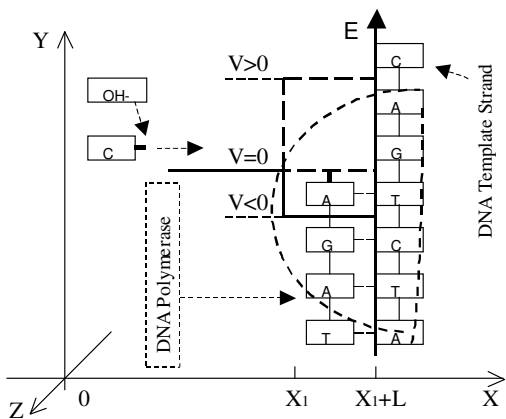 Y
E
V>0
C
OH-
A
C
G
V=0
A
T
V<0
G
C
A
T
T
A
DNA Polymerase
DNA Template Strand
Z
0
X1
X1+L
X